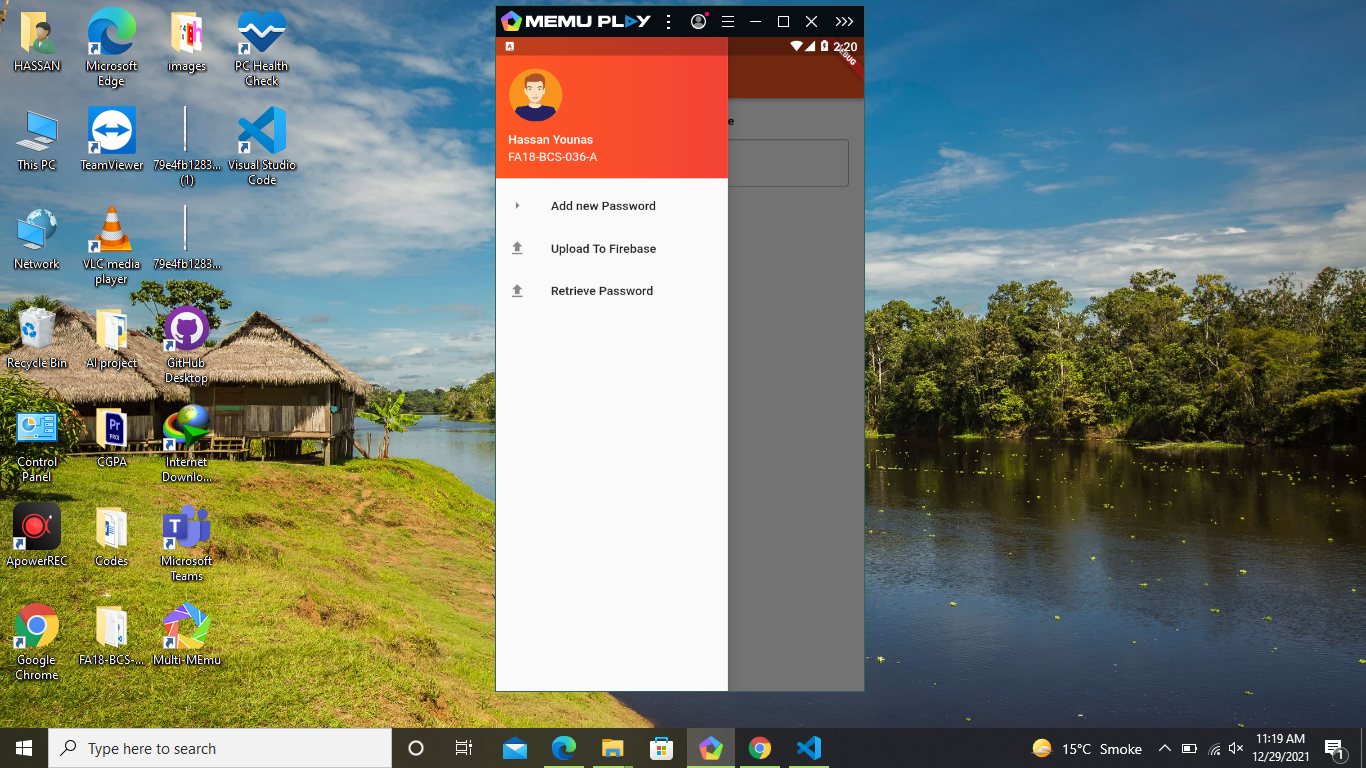 HASSAN
Microsoft
Edge
images
PC Health
Check
This PC
TeamViewer
79e4fb1283...
(1)
Visual Studio
Code
Network
VLC media
player
79e4fb1283...
Recycle Bin
AI project
GitHub
Desktop
Control
Panel
Pr
PROJ
CGPA
Internet
Downlo...
ApowerREC
Codes
Microsoft
Teams
Google
Chrome
FA18-BCS-...
Multi-MEmu
MEMU PLAY
2:20
DEBUG
Hassan Younas
FA18-BCS-036-A
e
Add new Password
Upload To Firebase
Retrieve Password
Type here to search
15°C Smoke
11:19 AM
12/29/2021
1